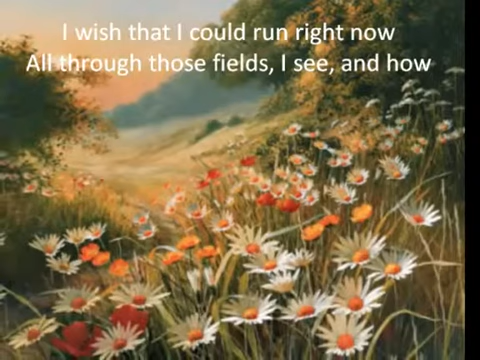 I wish that I could run right now
All through those fields, I see, and how